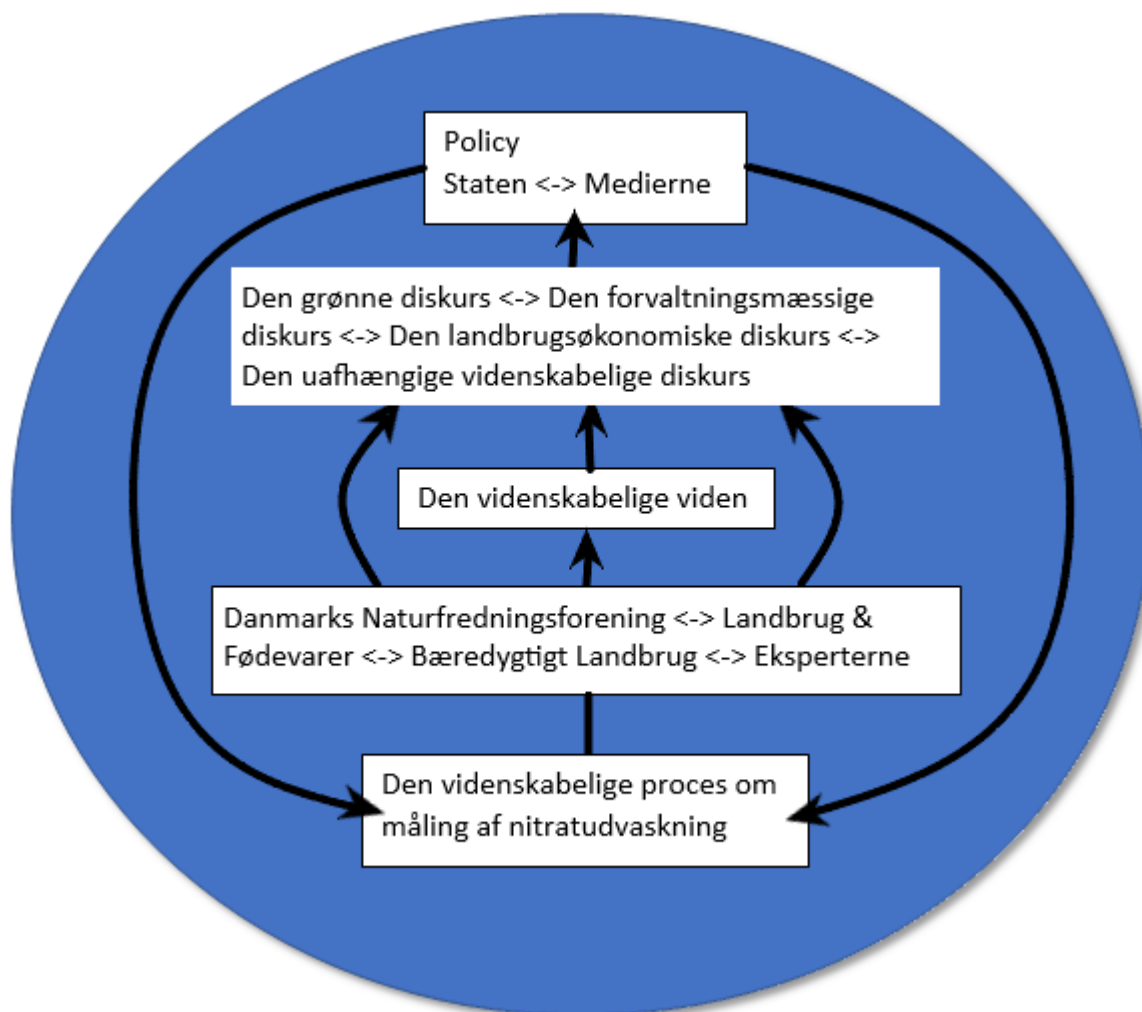 Policy
Staten <-> Medierne
Den grønne diskurs <-> Den forvaltningsmæssige
diskurs <-> Den landbrugsøkonomiske diskurs <->
Den uafhængige videnskabelige diskurs
Den videnskabelige viden
Danmarks Naturfredningsforening <-> Landbrug &
Fødevarer <-> Bæredygtigt Landbrug <-> Eksperterne
Den videnskabelige proces om
måling af nitratudvaskning